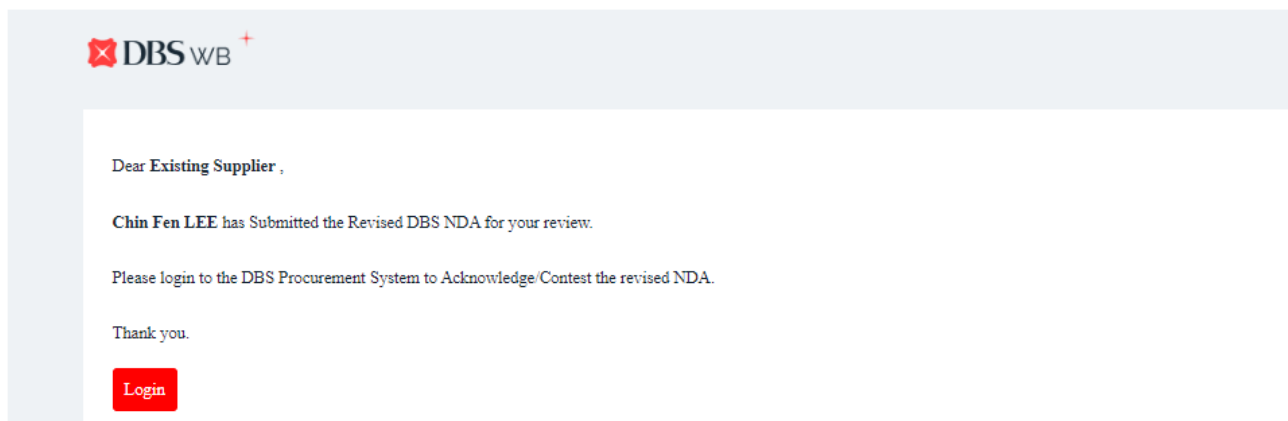 DBS WB
Dear Existing Supplier ,
Chin Fen LEE has Submitted the Revised DBS NDA for your review.
Please login to the DBS Procurement System to Acknowledge/Contest the revised NDA.
Thank you.
Login